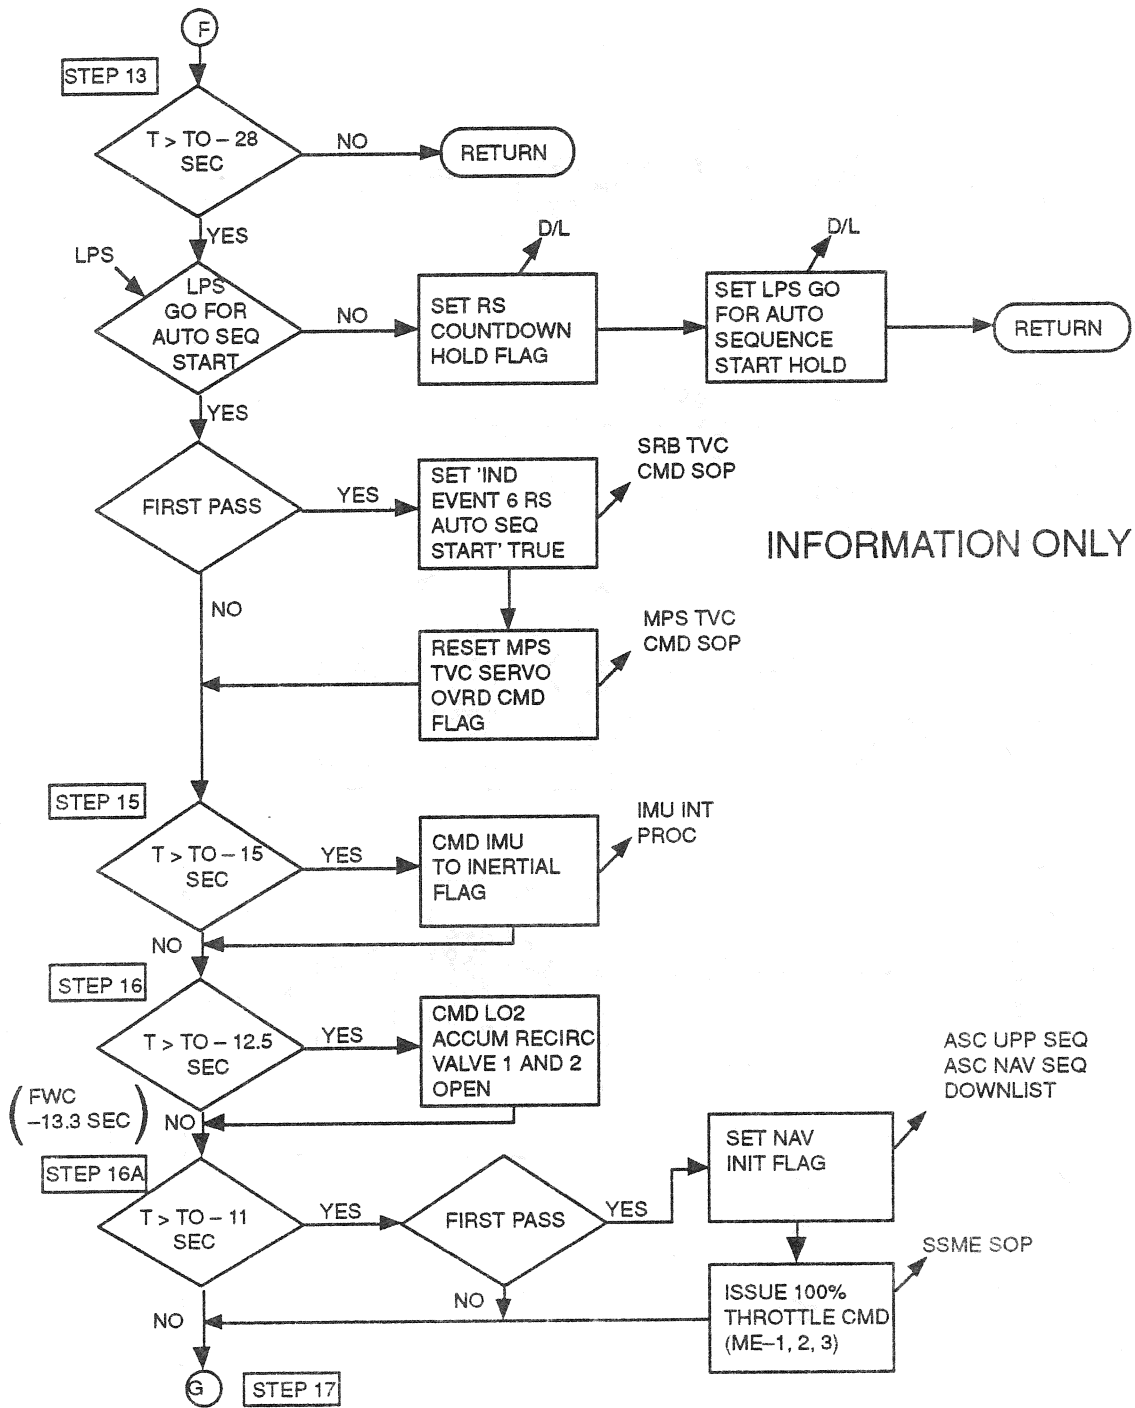 F
STEP 13
T > TO – 28
SEC
NO
RETURN
YES
LPS
LPS
GO FOR
AUTO SEQ
START
NO
D/L
SET RS
COUNTDOWN
HOLD FLAG
D/L
SET LPS GO
FOR AUTO
SEQUENCE
START HOLD
RETURN
YES
FIRST PASS
YES
SET 'IND
EVENT 6 RS
AUTO SEQ
START' TRUE
SRB TVC
CMD SOP
INFORMATION ONLY
NO
RESET MPS
TVC SERVO
OVRD CMD
FLAG
MPS TVC
CMD SOP
STEP 15
T > TO – 15
SEC
YES
CMD IMU
TO INERTIAL
FLAG
IMU INT
PROC
NO
STEP 16
T > TO – 12.5
SEC
YES
CMD LO2
ACCUM RECIRC
VALVE 1 AND 2
OPEN
(FWC
–13.3 SEC)
NO
STEP 16A
T > TO – 11
SEC
YES
FIRST PASS
YES
SET NAV
INIT FLAG
ASC UPP SEQ
ASC NAV SEQ
DOWNLIST
NO
NO
ISSUE 100%
THROTTLE CMD
(ME–1, 2, 3)
SSME SOP
G
STEP 17